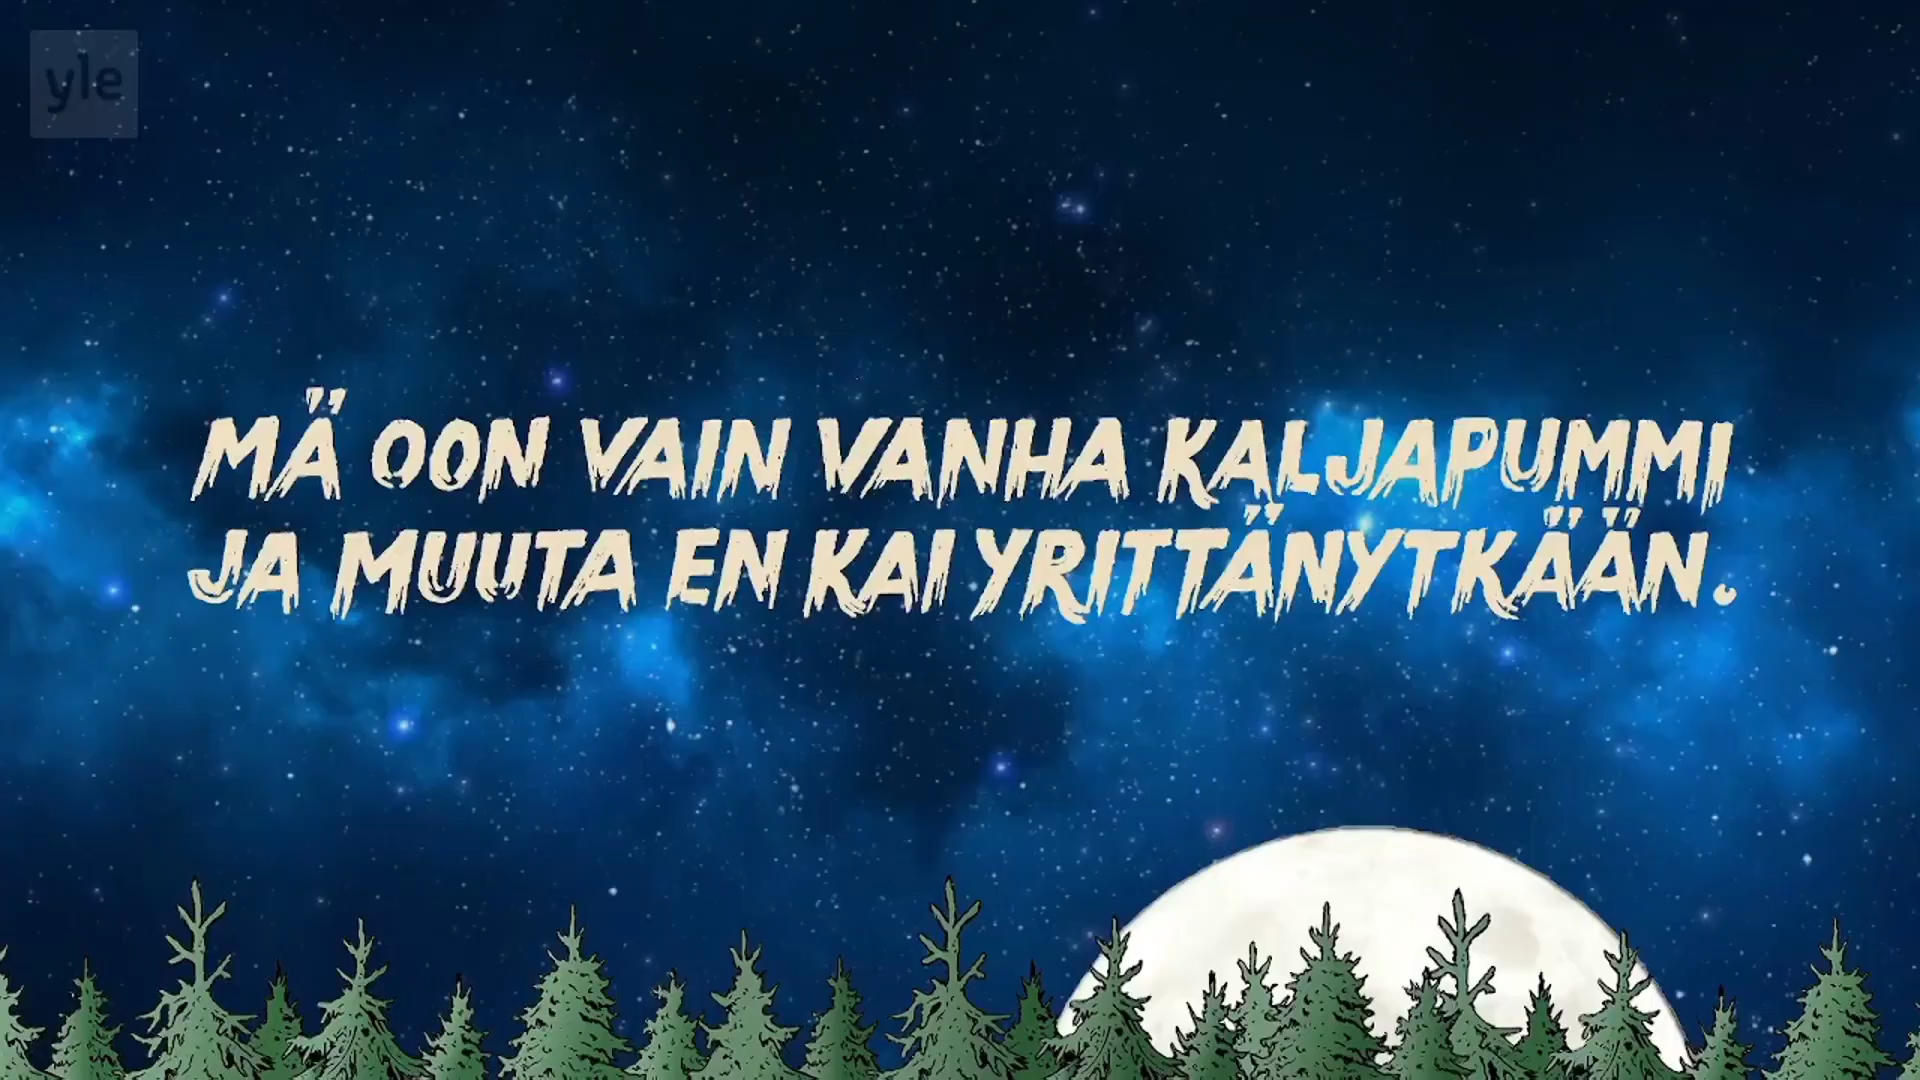 yle
MÄ OON VAIN VANHA KALJAPUMMI
JA MUUTA EN KAI YRITTÄNYTKÄÄN.